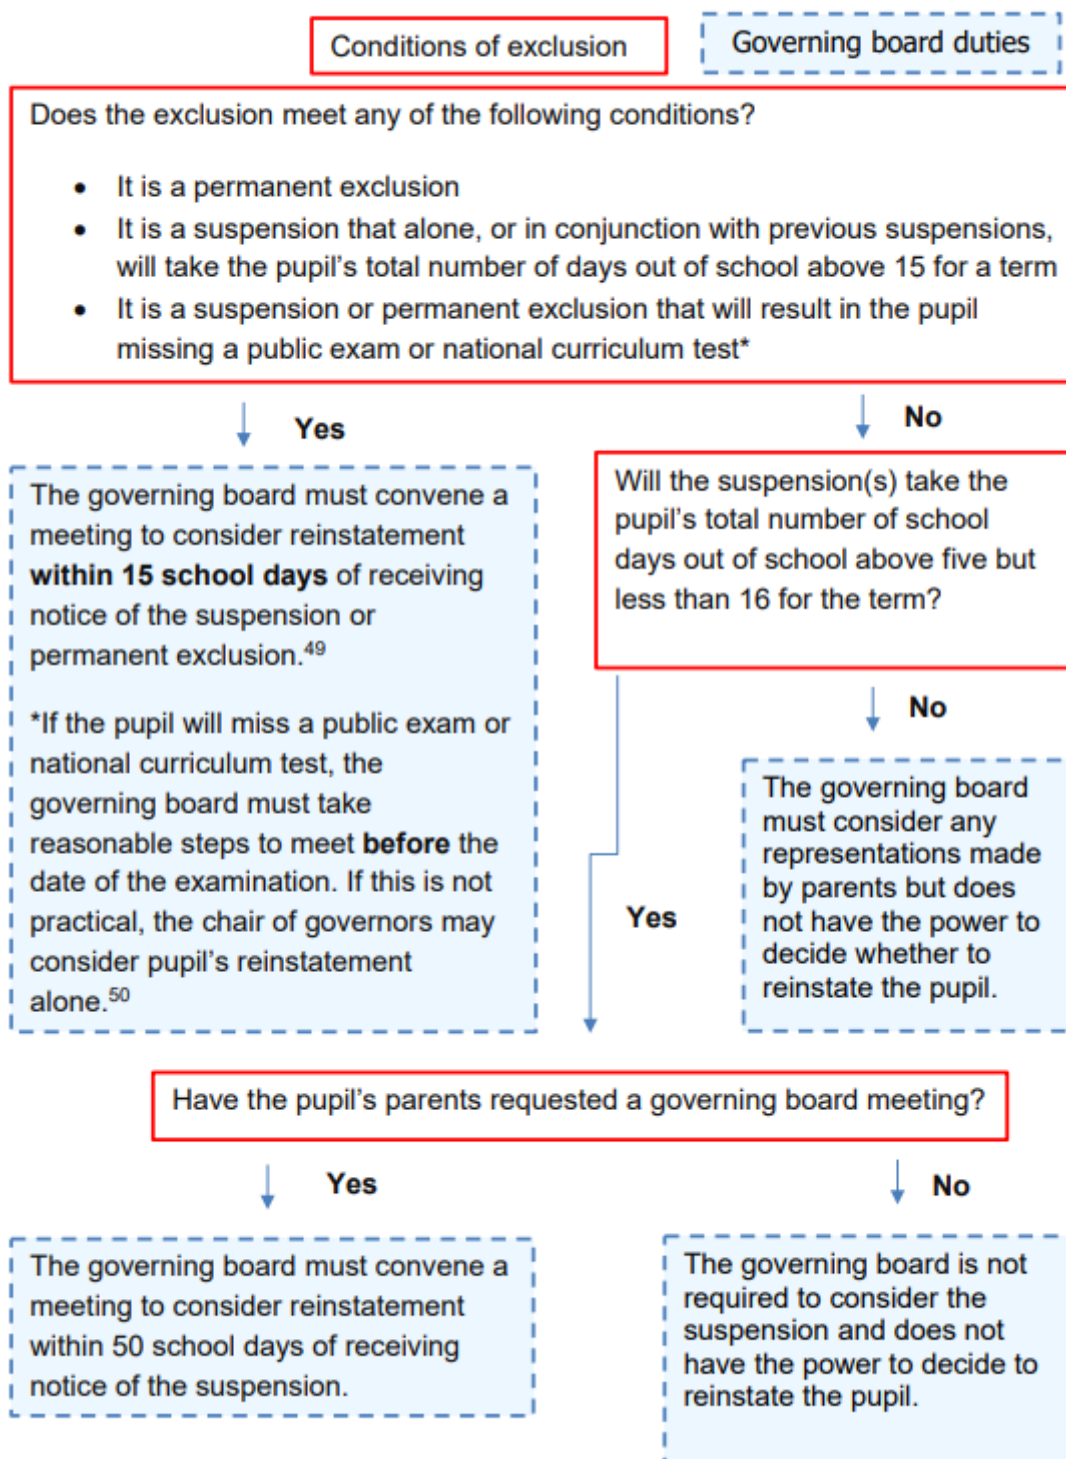 Conditions of exclusion
Governing board duties
Does the exclusion meet any of the following conditions?
• It is a permanent exclusion
• It is a suspension that alone, or in conjunction with previous suspensions,
will take the pupil’s total number of days out of school above 15 for a term
• It is a suspension or permanent exclusion that will result in the pupil
missing a public exam or national curriculum test*
Yes
No
The governing board must convene a
meeting to consider reinstatement
within 15 school days of receiving
notice of the suspension or
permanent exclusion.49
*If the pupil will miss a public exam or
national curriculum test, the
governing board must take
reasonable steps to meet before the
date of the examination. If this is not
practical, the chair of governors may
consider pupil’s reinstatement
alone.50
Will the suspension(s) take the
pupil’s total number of school
days out of school above five but
less than 16 for the term?
No
The governing board
must consider any
representations made
by parents but does
not have the power to
decide whether to
reinstate the pupil.
Yes
Have the pupil’s parents requested a governing board meeting?
Yes
No
The governing board must convene a
meeting to consider reinstatement
within 50 school days of receiving
notice of the suspension.
The governing board is not
required to consider the
suspension and does not
have the power to decide to
reinstate the pupil.